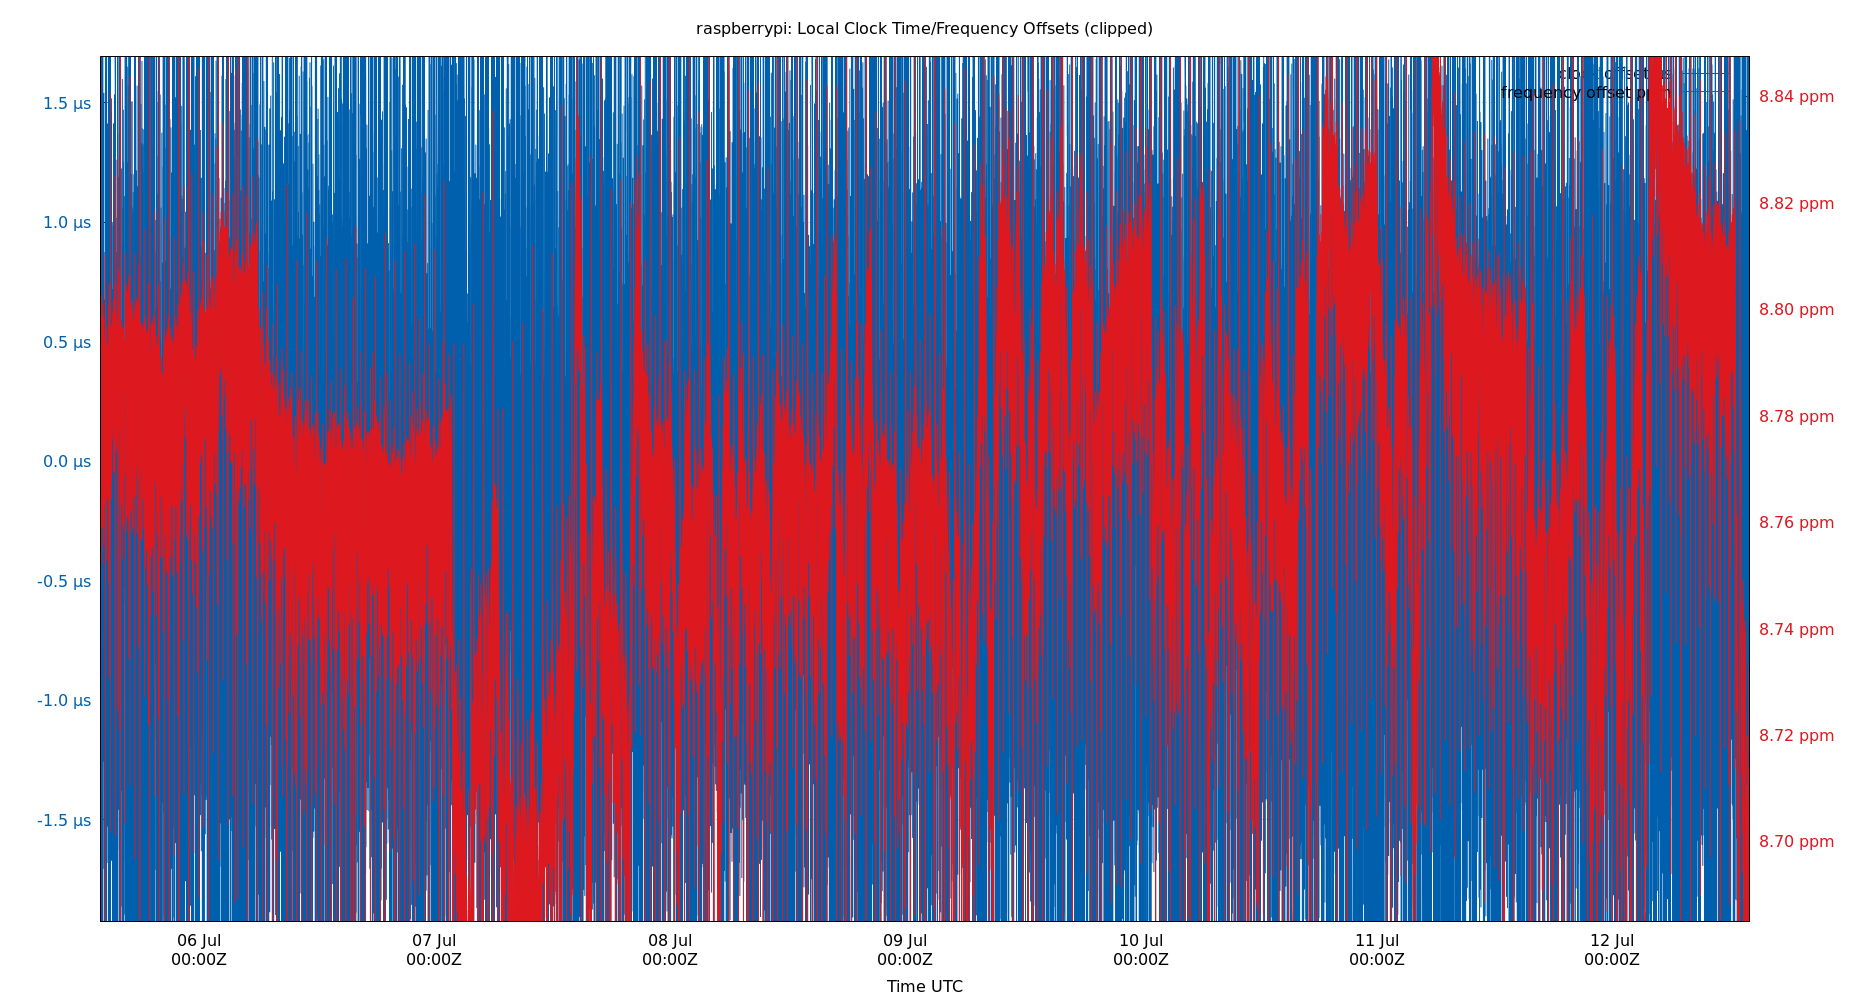 raspberrypi: Local Clock Time/Frequency Offsets (clipped)
clock offset μs
frequency offset ppm
1.5 μs
1.0 μs
0.5 μs
0.0 μs
-0.5 μs
-1.0 μs
-1.5 μs
8.84 ppm
8.82 ppm
8.80 ppm
8.78 ppm
8.76 ppm
8.74 ppm
8.72 ppm
8.70 ppm
06 Jul
00:00Z
07 Jul
00:00Z
08 Jul
00:00Z
09 Jul
00:00Z
10 Jul
00:00Z
11 Jul
00:00Z
12 Jul
00:00Z
Time UTC